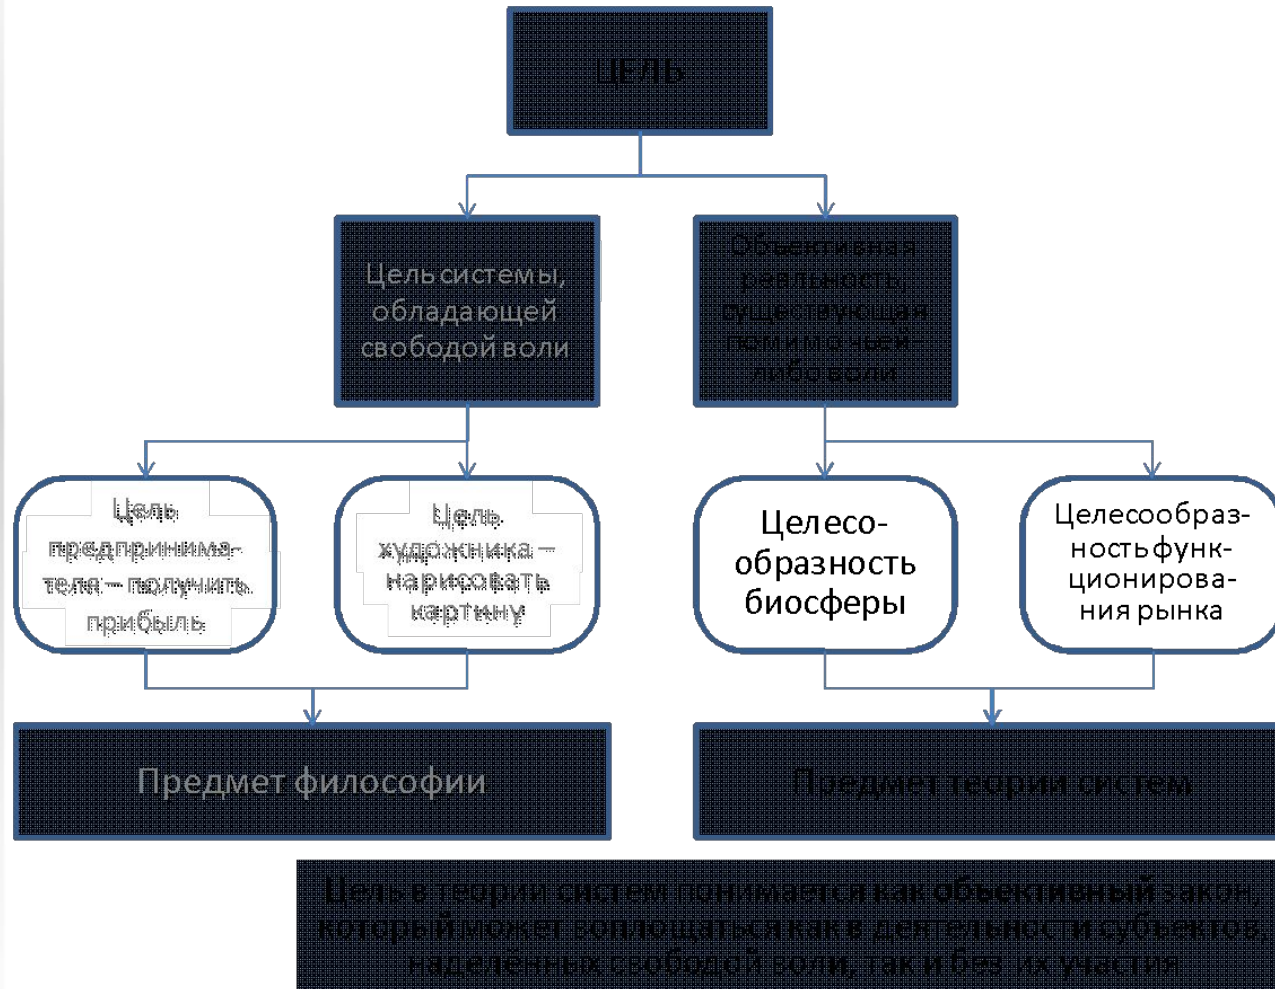 ЦЕЛЬ
Цель системы,
обладающей
свободой воли
Объективная
реальность,
существующая
помимо чьей-
либо воли
Цель
предпринима-
теля – получить
прибыль
Цель
художника –
нарисовать
картину
Целесо-
образность
биосферы
Целесообраз-
ность функ-
ционирова-
ния рынка
Предмет философии
Предмет теории систем
Цель в теории систем понимается как объективный закон,
который может воплощаться как в деятельности субъектов,
наделённых свободой воли, так и без их участия